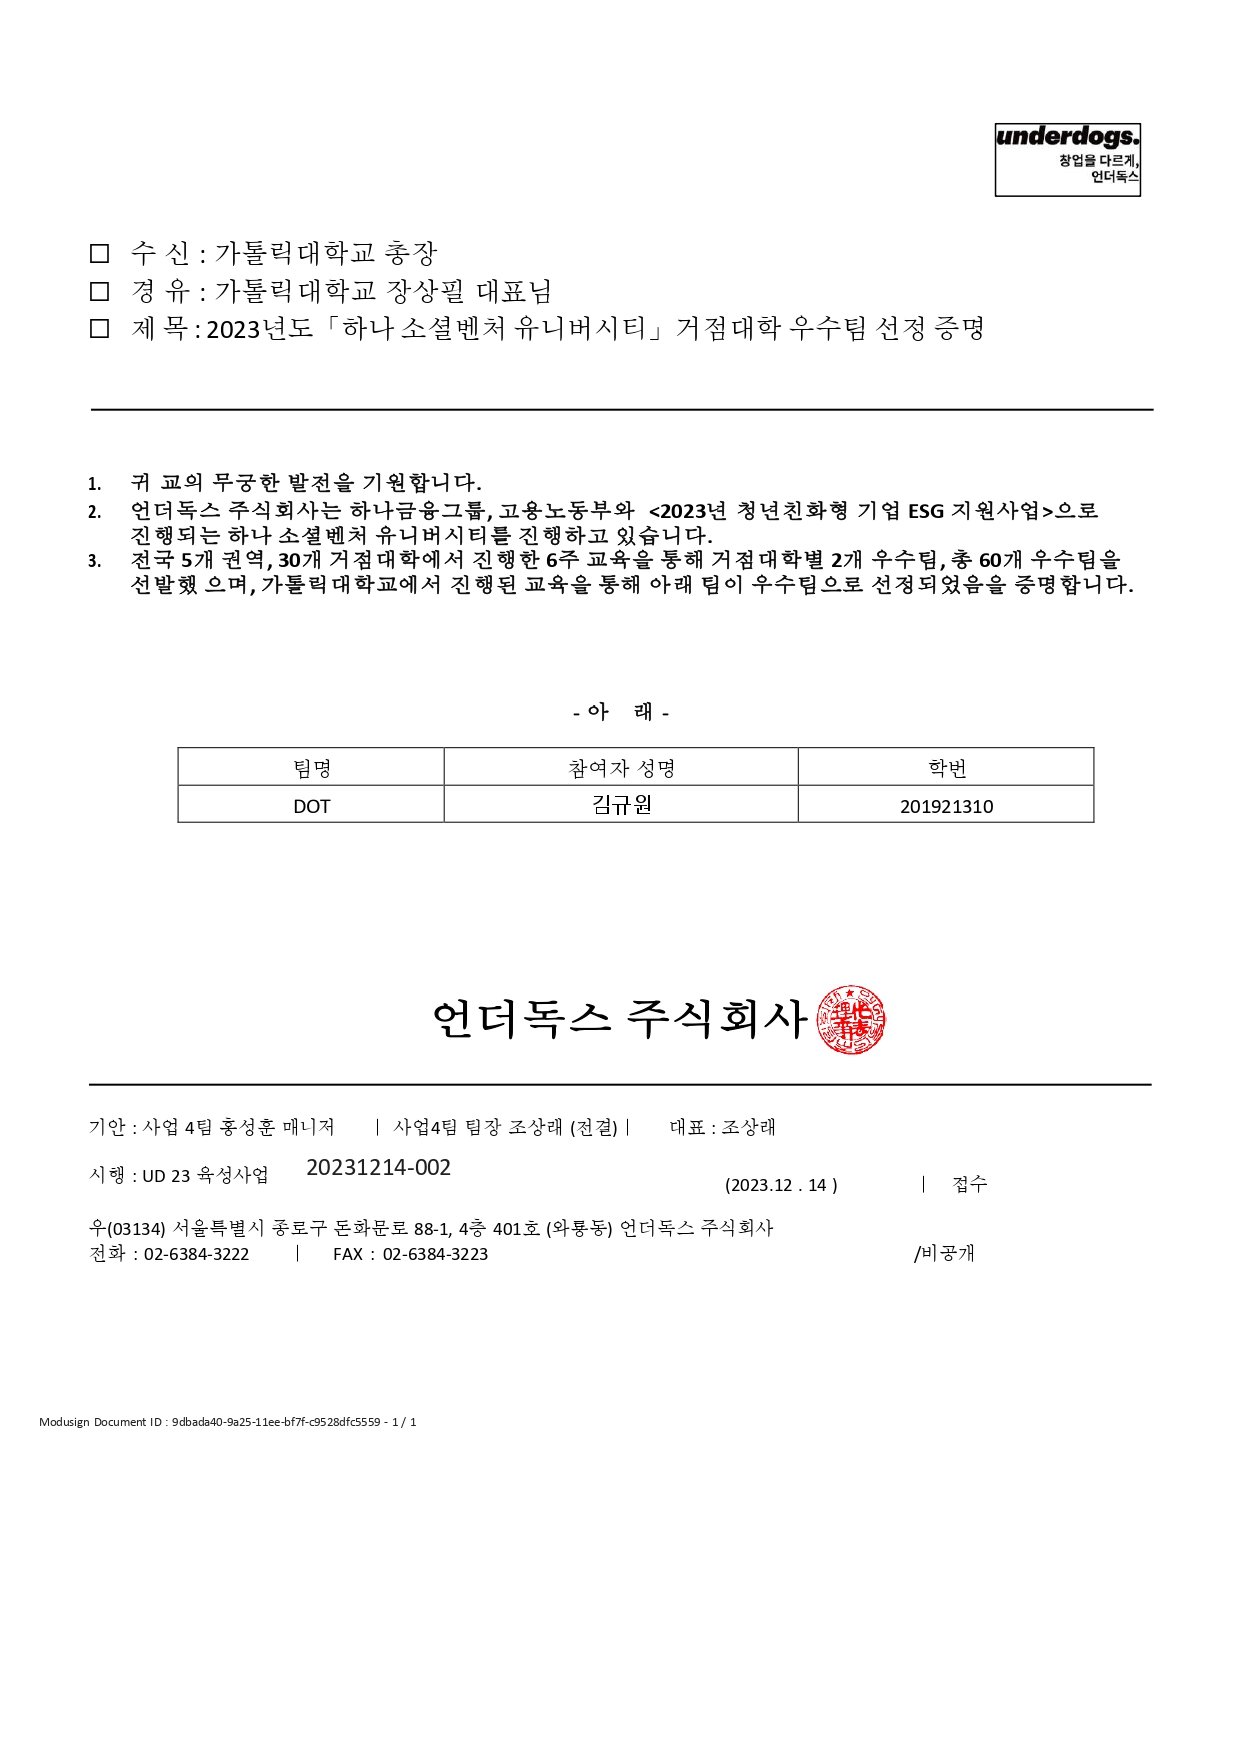 underdogs.
창업을 다르게,
언더독스
□ 수 신 : 가톨릭대학교 총장
□ 경 유 : 가톨릭대학교 장상필 대표님
□ 제 목 : 2023년도「하나 소셜벤처 유니버시티」거점대학 우수팀 선정 증명
1. 귀 교의 무궁한 발전을 기원합니다.
2. 언더독스 주식회사는 하나금융그룹, 고용노동부와 <2023년 청년친화형 기업 ESG 지원사업>으로
진행되는 하나 소셜벤처 유니버시티를 진행하고 있습니다.
3. 전국 5개 권역, 30개 거점대학에서 진행한 6주 교육을 통해 거점대학별 2개 우수팀, 총 60개 우수팀을
선발했 으며, 가톨릭대학교에서 진행된 교육을 통해 아래 팀이 우수팀으로 선정되었음을 증명합니다.
- 아 래 -
팀명 참여자 성명 학번
DOT 김규원 201921310
언더독스 주식회사
기안 : 사업 4팀 홍성훈 매니저 | 사업4팀 팀장 조상래 (전결) | 대표 : 조상래
시행 : UD 23 육성사업 20231214-002 (2023.12 . 14 ) | 접수
우(03134) 서울특별시 종로구 돈화문로 88-1, 4층 401호 (와룡동) 언더독스 주식회사
전화 : 02-6384-3222 | FAX : 02-6384-3223 /비공개
Modusign Document ID : 9dbada40-9a25-11ee-bf7f-c9528dfc5559 - 1 / 1